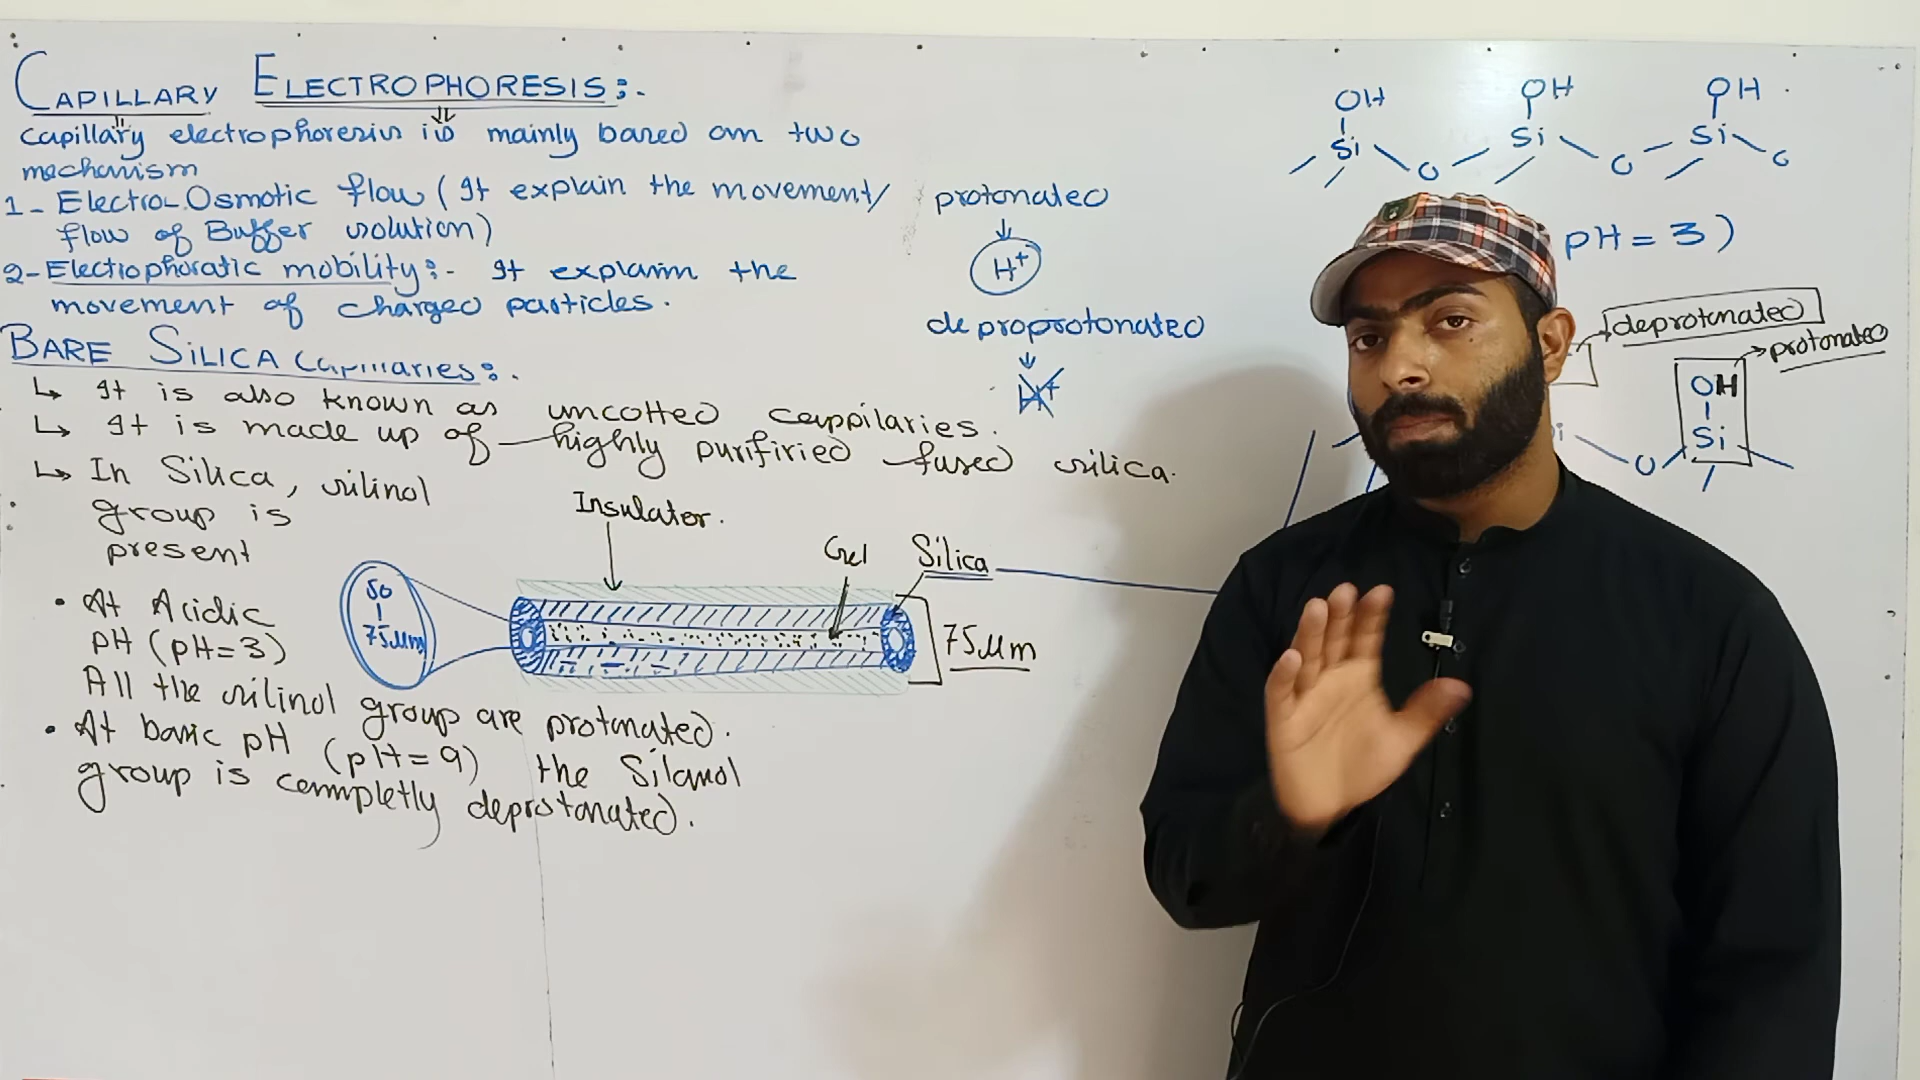 CAPILLARY ELECTROPHORESIS:-
Capillary electrophoresis is mainly based on two
mechanism
1- Electro-Osmotic flow (It explain the movement/
flow of Buffer solution)
2- Electrophoratic mobility:- It explain the
movement of charged particles.
BARE SILICA Capillaries:-
↳ It is also known as uncotted cappilaries.
↳ It is made up of highly purifiried fused silica.
↳ In Silica, silinol
group is
present
• At Acidic
pH (pH=3)
All the silinol group are protonated.
• At basic pH (pH=9) the Silanol
group is commpletly deprotonated.
50
75μm
Insulator.
Gel
Silica
75μm
protonated
H+
deproprotonated
H+
OH OH OH
Si O Si O Si O
pH = 3)
deprotonated
protonated
OH
Si
O